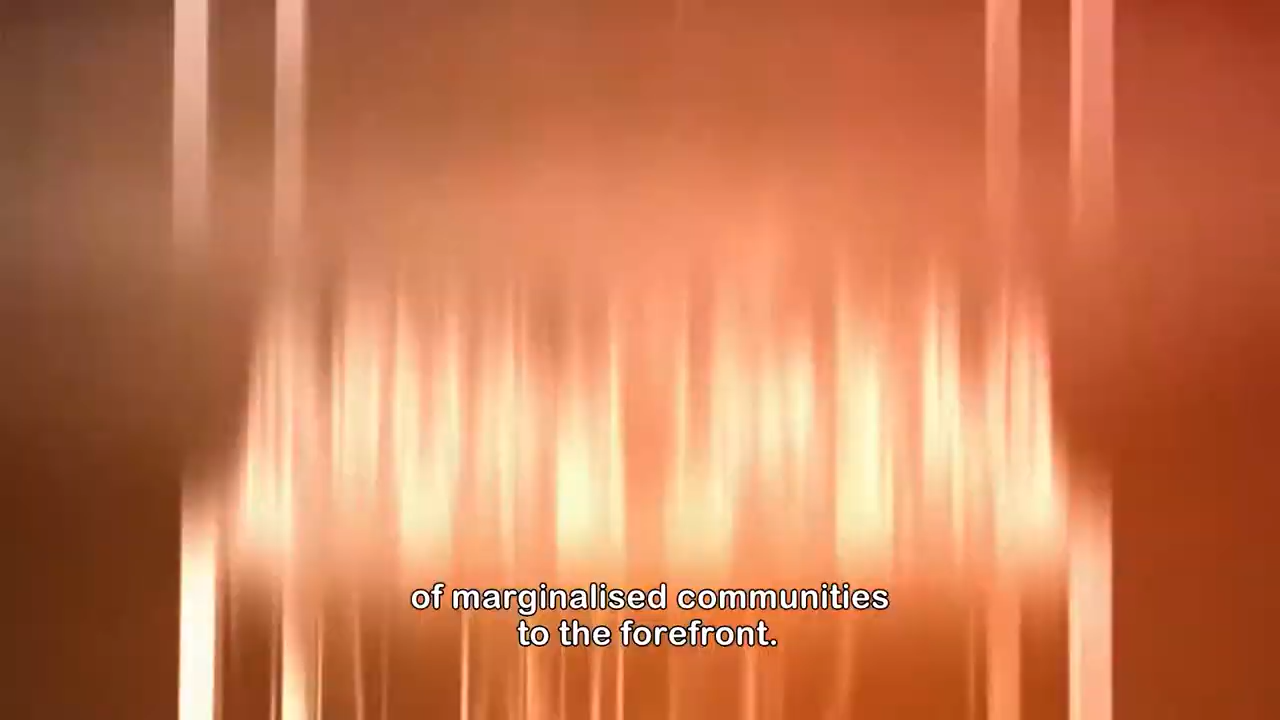 of marginalised communities
to the forefront.